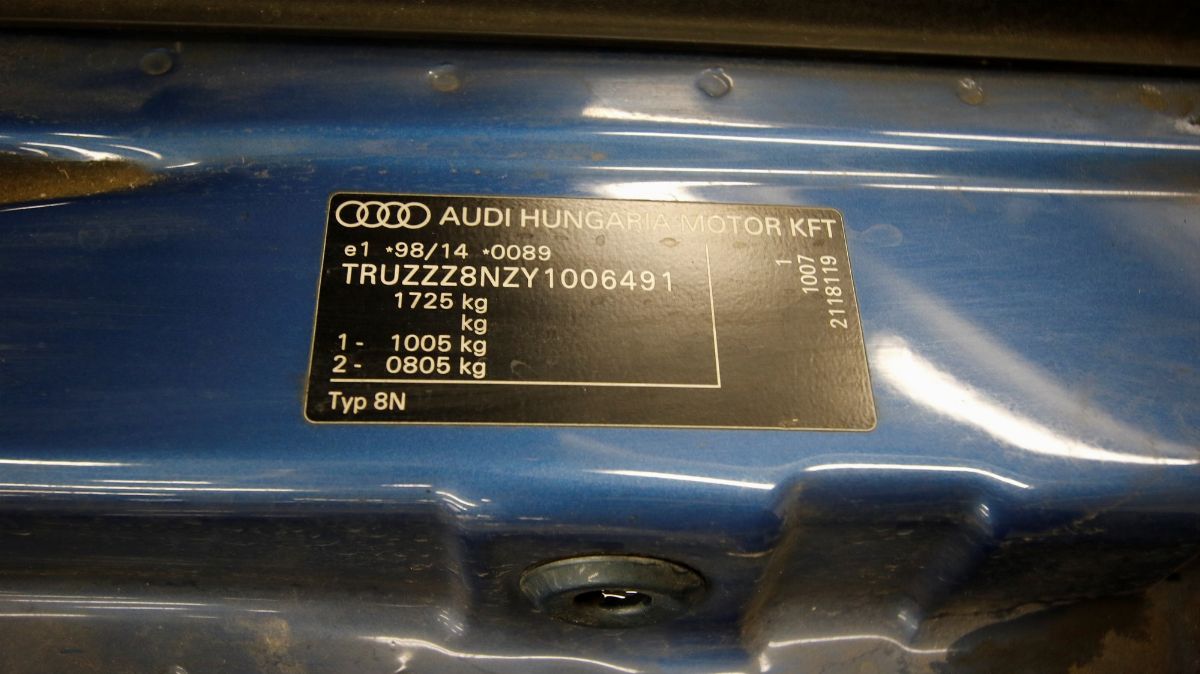 AUDI HUNGARIA MOTOR KFT
e1 *98/14 *0089
TRUZZZ8NZY1006491
1725 kg
kg
1 - 1005 kg
2 - 0805 kg
Typ 8N
1
1007
2118119